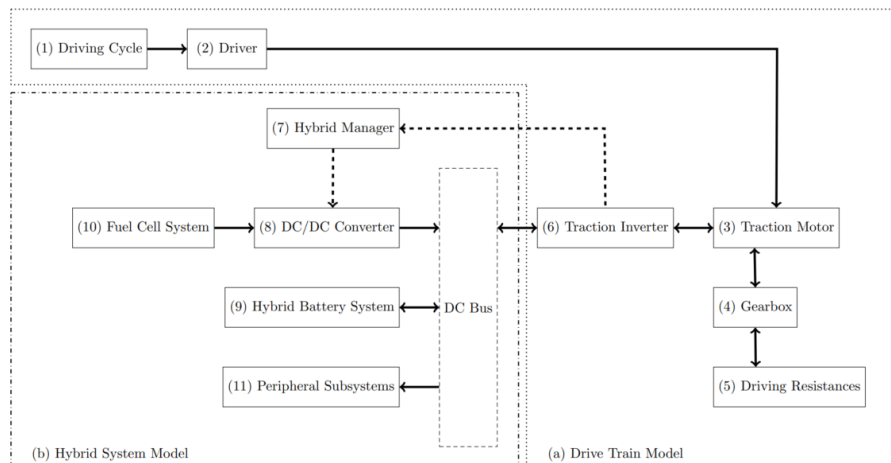 (1) Driving Cycle
(2) Driver
(7) Hybrid Manager
(10) Fuel Cell System
(8) DC/DC Converter
(6) Traction Inverter
(3) Traction Motor
(9) Hybrid Battery System
DC Bus
(4) Gearbox
(11) Peripheral Subsystems
(5) Driving Resistances
(b) Hybrid System Model
(a) Drive Train Model